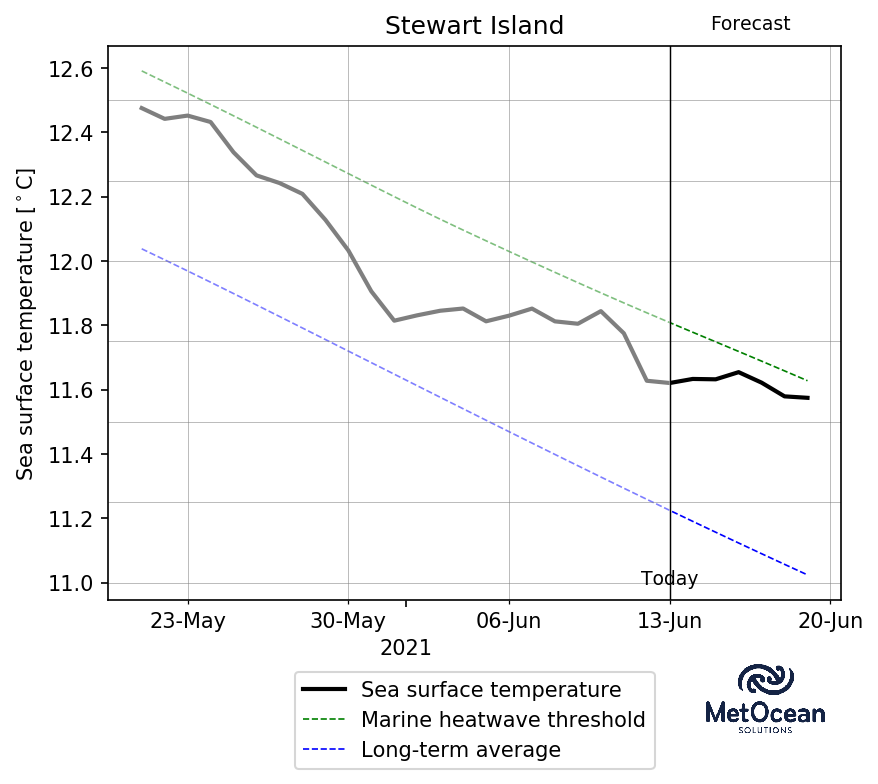 Stewart Island
Forecast
12.6
12.4
12.2
12.0
11.8
11.6
11.4
11.2
11.0
Sea surface temperature [°C]
Today
23-May
30-May
06-Jun
13-Jun
20-Jun
2021
Sea surface temperature
Marine heatwave threshold
Long-term average
MetOcean
SOLUTIONS